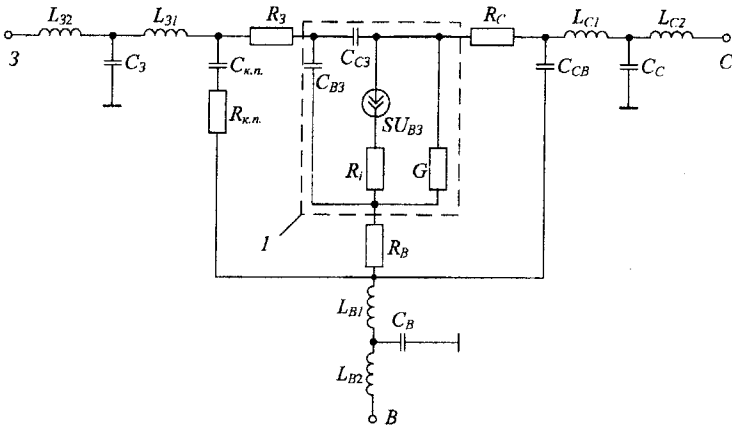 L32 L31 R3 RC LC1 LC2
З C3 Cк.п. CC3 CB3 CCB CC C
Rк.п. SUB3
Ri G
1 RB
LB1
CB
LB2
B